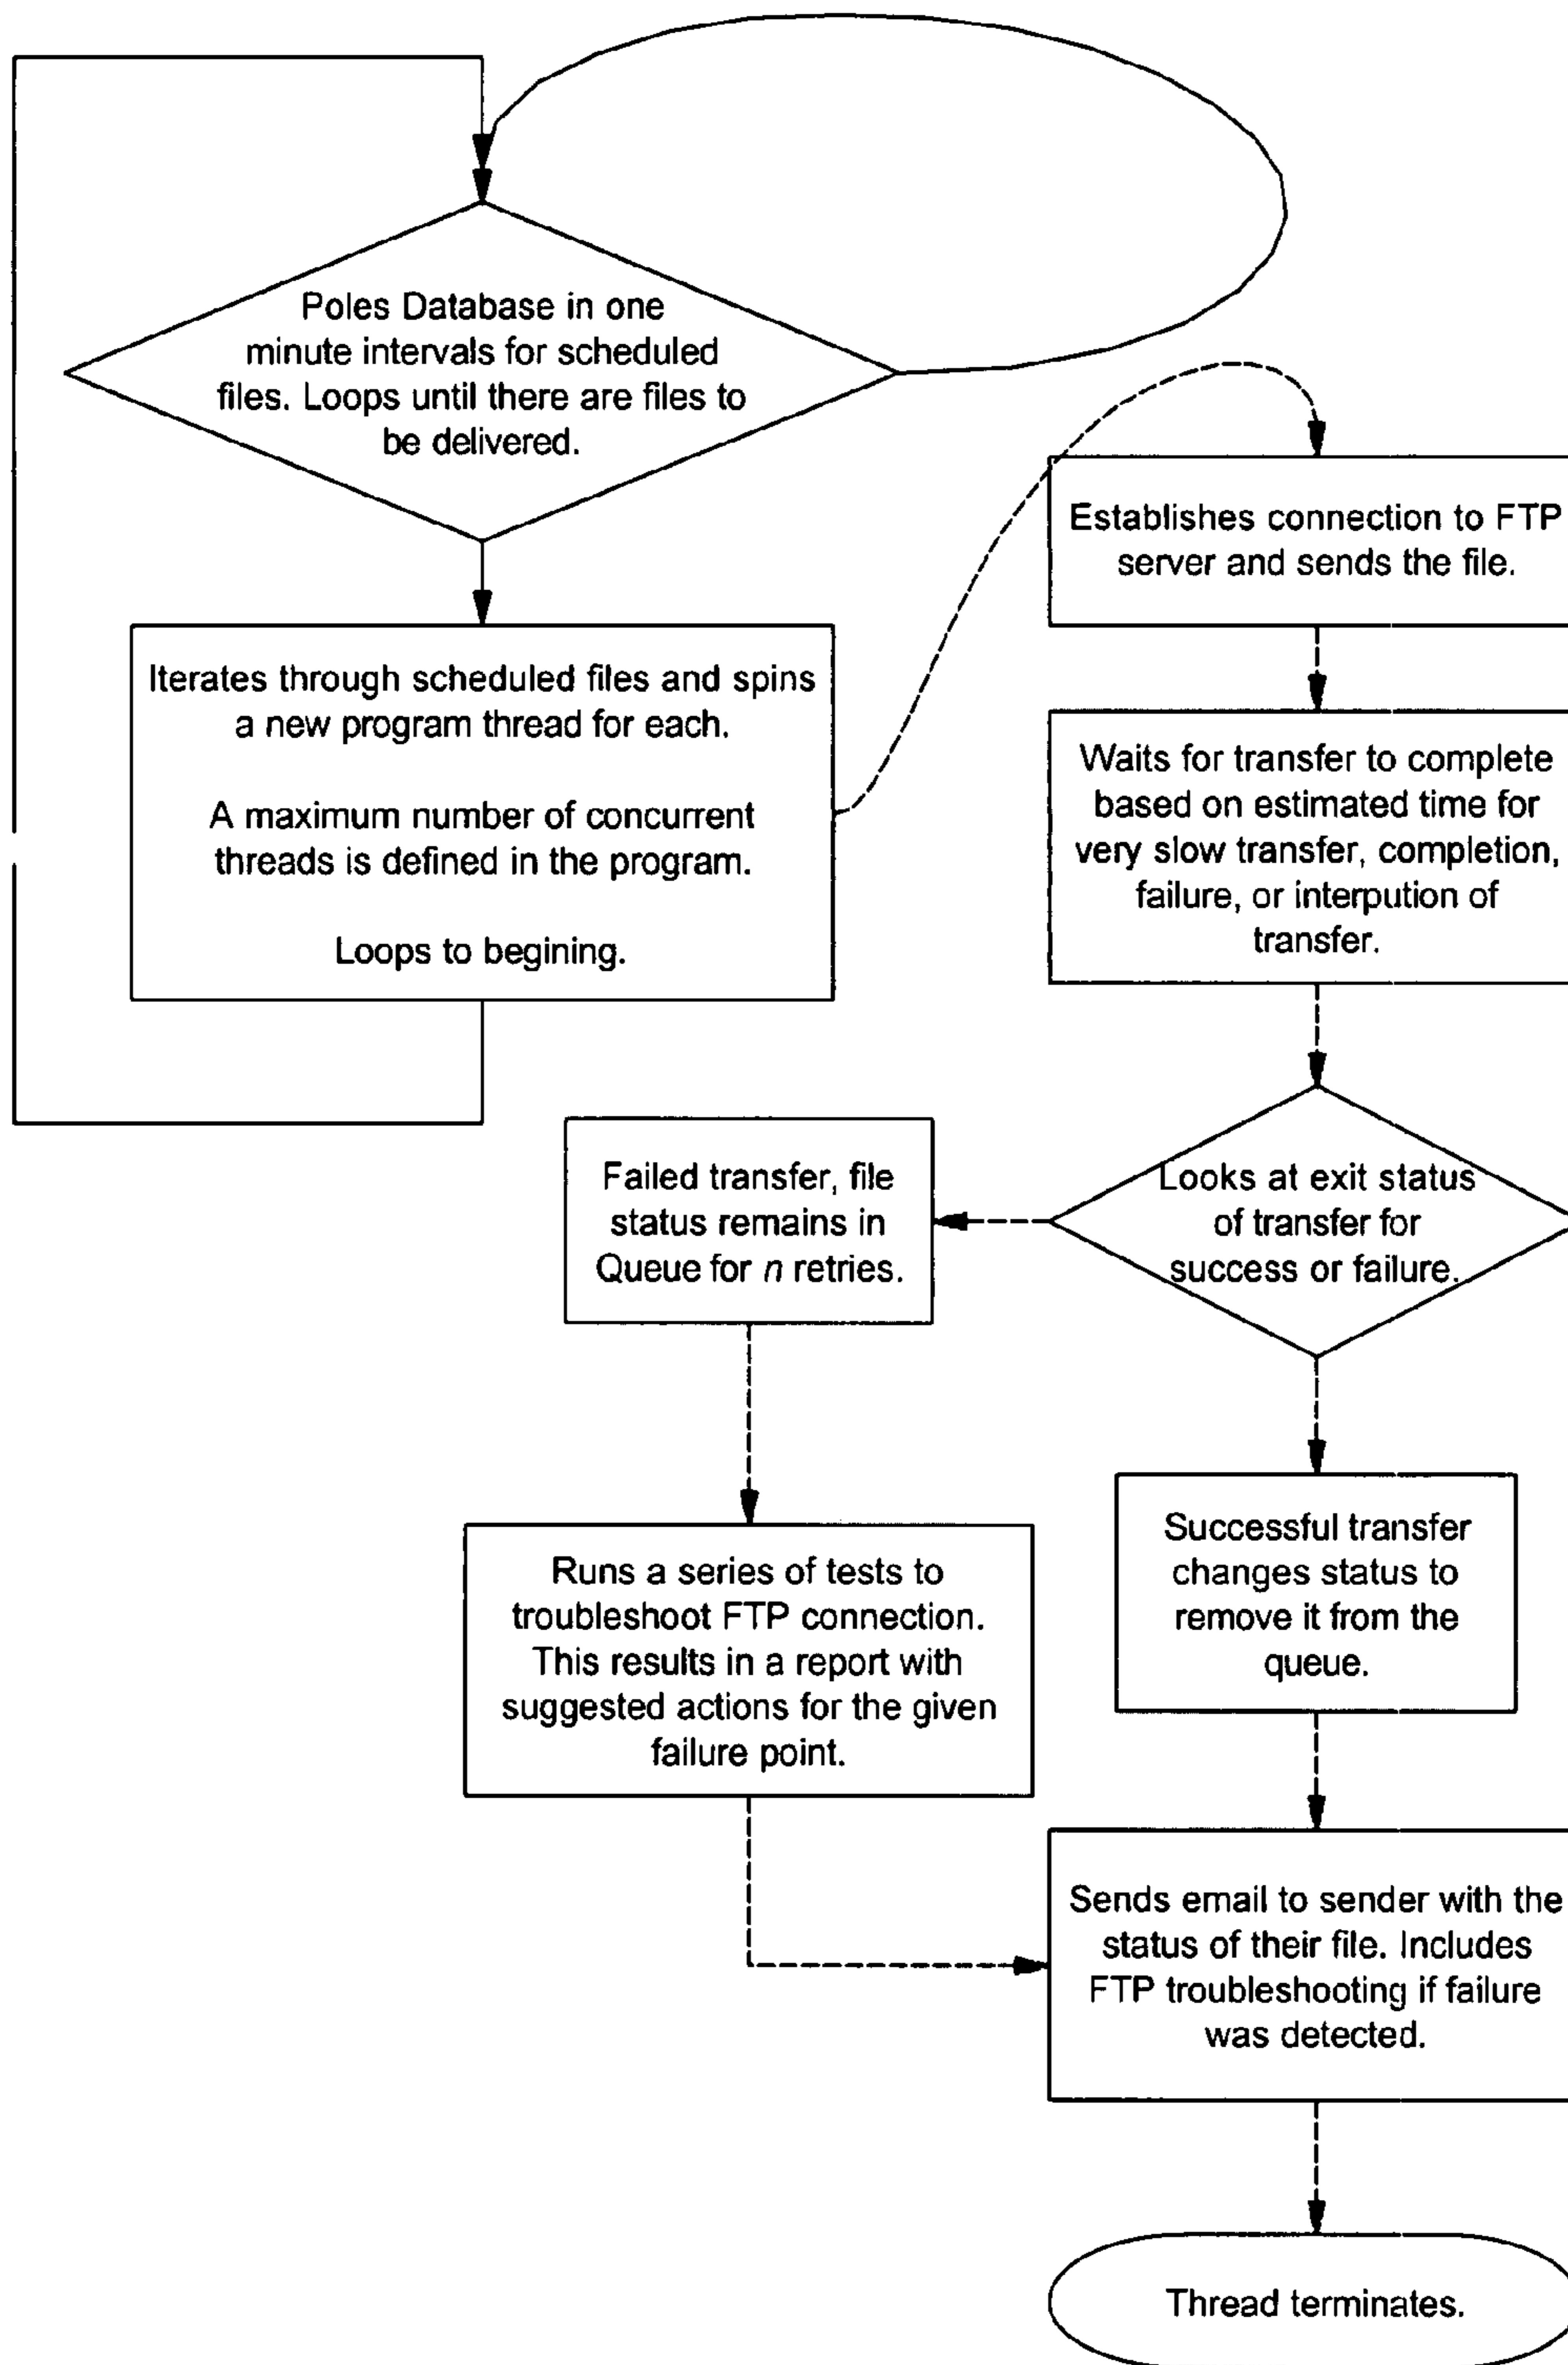 Poles Database in one
minute intervals for scheduled
files. Loops until there are files to
be delivered.
Iterates through scheduled files and spins
a new program thread for each.
A maximum number of concurrent
threads is defined in the program.
Loops to begining.
Establishes connection to FTP
server and sends the file.
Waits for transfer to complete
based on estimated time for
very slow transfer, completion,
failure, or interpution of
transfer.
Looks at exit status
of transfer for
success or failure.
Failed transfer, file
status remains in
Queue for n retries.
Runs a series of tests to
troubleshoot FTP connection.
This results in a report with
suggested actions for the given
failure point.
Successful transfer
changes status to
remove it from the
queue.
Sends email to sender with the
status of their file. Includes
FTP troubleshooting if failure
was detected.
Thread terminates.